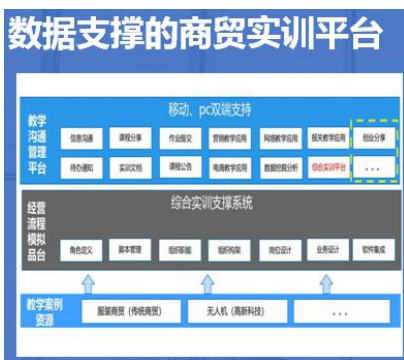 数据支撑的商贸实训平台
移动、pc双端支持
教学
沟通
管理
平台
信息沟通 课程分享 作业提交 营销教学应用 网络教学应用 报关教学应用 创业分享
待办通知 实训文档 课程公告 电商教学应用 数据挖掘分析 综合实训平台 ...
综合实训支撑系统
经营
流程
模拟
品台
角色定义 脚本管理 组织职能 组织构架 岗位设计 业务设计 软件集成
教学案例
资源
服装商贸（传统商贸） 无人机（高新科技） ...